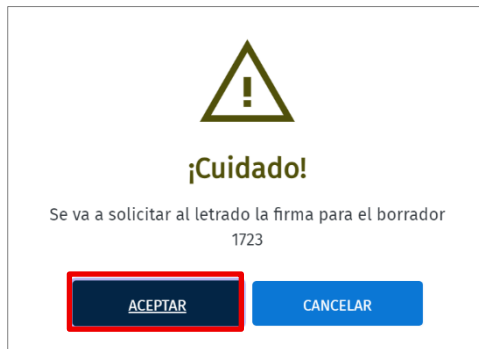 ¡Cuidado!
Se va a solicitar al letrado la firma para el borrador
1723
ACEPTAR CANCELAR